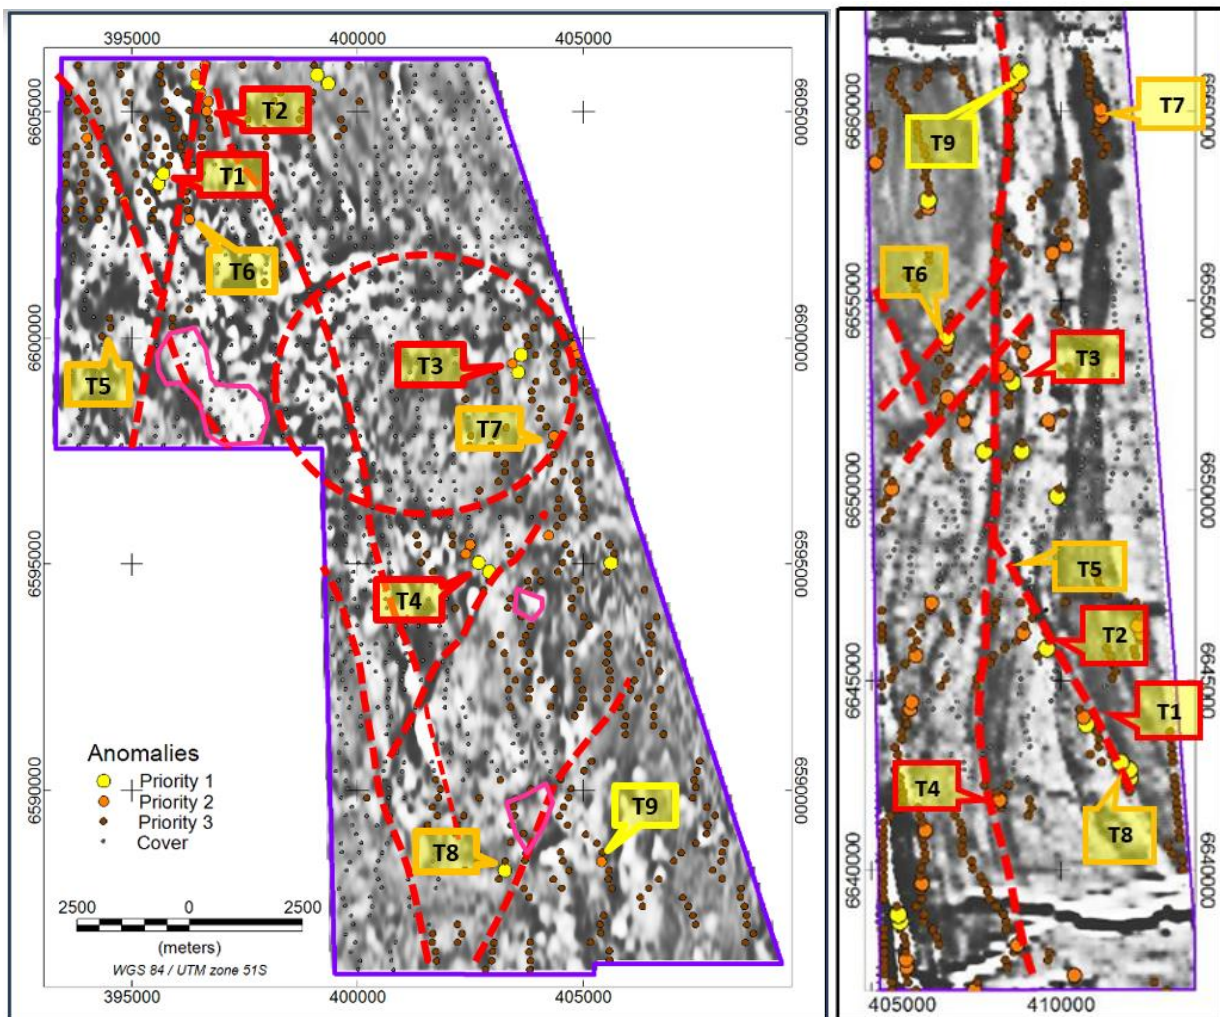 395000
400000
405000
6605000
6605000
T2
T1
T6
6600000
6600000
T3
T5
T7
6595000
6595000
T4
Anomalies
Priority 1
Priority 2
Priority 3
Cover
6590000
6590000
T9
T8
2500 0 2500
(meters)
WGS 84 / UTM zone 51S
395000
400000
405000
6660000
6660000
T7
T9
T6
6655000
6655000
T3
6650000
6650000
T5
T2
6645000
6645000
T1
T4
T8
6640000
6640000
405000
410000